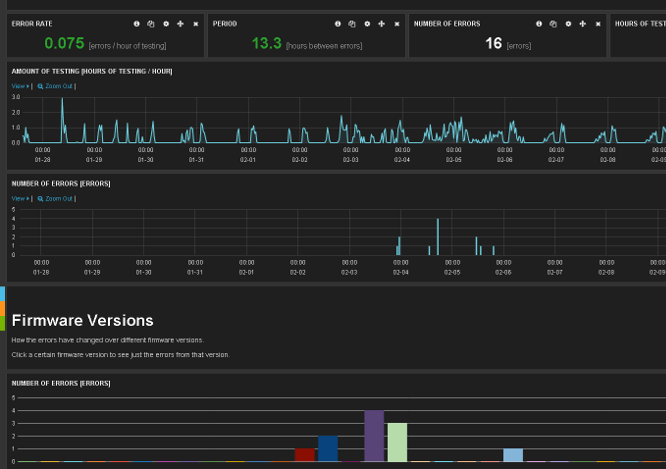 ERROR RATE
PERIOD
NUMBER OF ERRORS
HOURS OF TEST
0.075 [errors / hour of testing]
13.3 [hours between errors]
16 [errors]
AMOUNT OF TESTING [HOURS OF TESTING / HOUR]
View | Zoom Out |
3.0
2.0
1.0
0.0
00:00 00:00 00:00 00:00 00:00 00:00 00:00 00:00 00:00 00:00 00:00 00:00 00:00
01-28 01-29 01-30 01-31 02-01 02-02 02-03 02-04 02-05 02-06 02-07 02-08 02-09
NUMBER OF ERRORS [ERRORS]
View | Zoom Out |
5
4
3
2
1
0
00:00 00:00 00:00 00:00 00:00 00:00 00:00 00:00 00:00 00:00 00:00 00:00 00:00
01-28 01-29 01-30 01-31 02-01 02-02 02-03 02-04 02-05 02-06 02-07 02-08 02-09
Firmware Versions
How the errors have changed over different firmware versions.
Click a certain firmware version to see just the errors from that version.
NUMBER OF ERRORS [ERRORS]
5
4
3
2
1
0